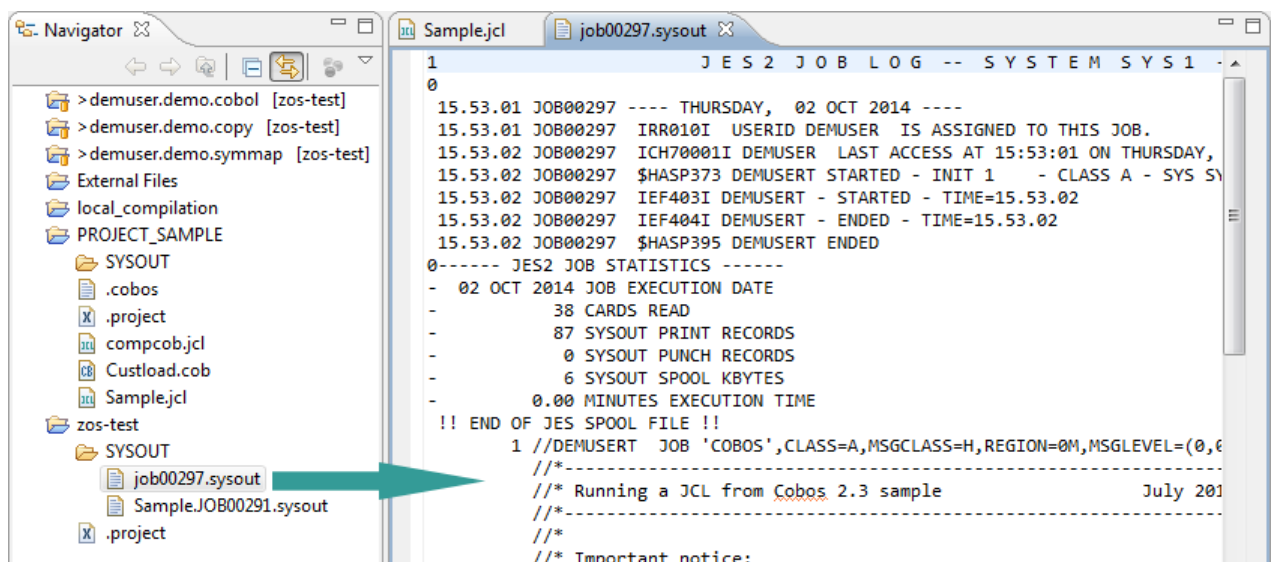 Navigator
>demuser.demo.cobol [zos-test]
>demuser.demo.copy [zos-test]
>demuser.demo.symmap [zos-test]
External Files
local_compilation
PROJECT_SAMPLE
SYSOUT
.cobos
.project
compcob.jcl
Custload.cob
Sample.jcl
zos-test
SYSOUT
job00297.sysout
Sample.JOB00291.sysout
.project
Sample.jcl job00297.sysout
1 J E S 2 J O B L O G -- S Y S T E M S Y S 1 -
0
15.53.01 JOB00297 ---- THURSDAY, 02 OCT 2014 ----
15.53.01 JOB00297 IRR010I USERID DEMUSER IS ASSIGNED TO THIS JOB.
15.53.02 JOB00297 ICH70001I DEMUSER LAST ACCESS AT 15:53:01 ON THURSDAY,
15.53.02 JOB00297 $HASP373 DEMUSERT STARTED - INIT 1 - CLASS A - SYS SY
15.53.02 JOB00297 IEF403I DEMUSERT - STARTED - TIME=15.53.02
15.53.02 JOB00297 IEF404I DEMUSERT - ENDED - TIME=15.53.02
15.53.02 JOB00297 $HASP395 DEMUSERT ENDED
0------ JES2 JOB STATISTICS ------
- 02 OCT 2014 JOB EXECUTION DATE
- 38 CARDS READ
- 87 SYSOUT PRINT RECORDS
- 0 SYSOUT PUNCH RECORDS
- 6 SYSOUT SPOOL KBYTES
- 0.00 MINUTES EXECUTION TIME
!! END OF JES SPOOL FILE !!
1 //DEMUSERT JOB 'COBOS',CLASS=A,MSGCLASS=H,REGION=0M,MSGLEVEL=(0,0
//*----------------------------------------------------------------
//* Running a JCL from Cobos 2.3 sample July 201
//*----------------------------------------------------------------
//*
//* Important notice: